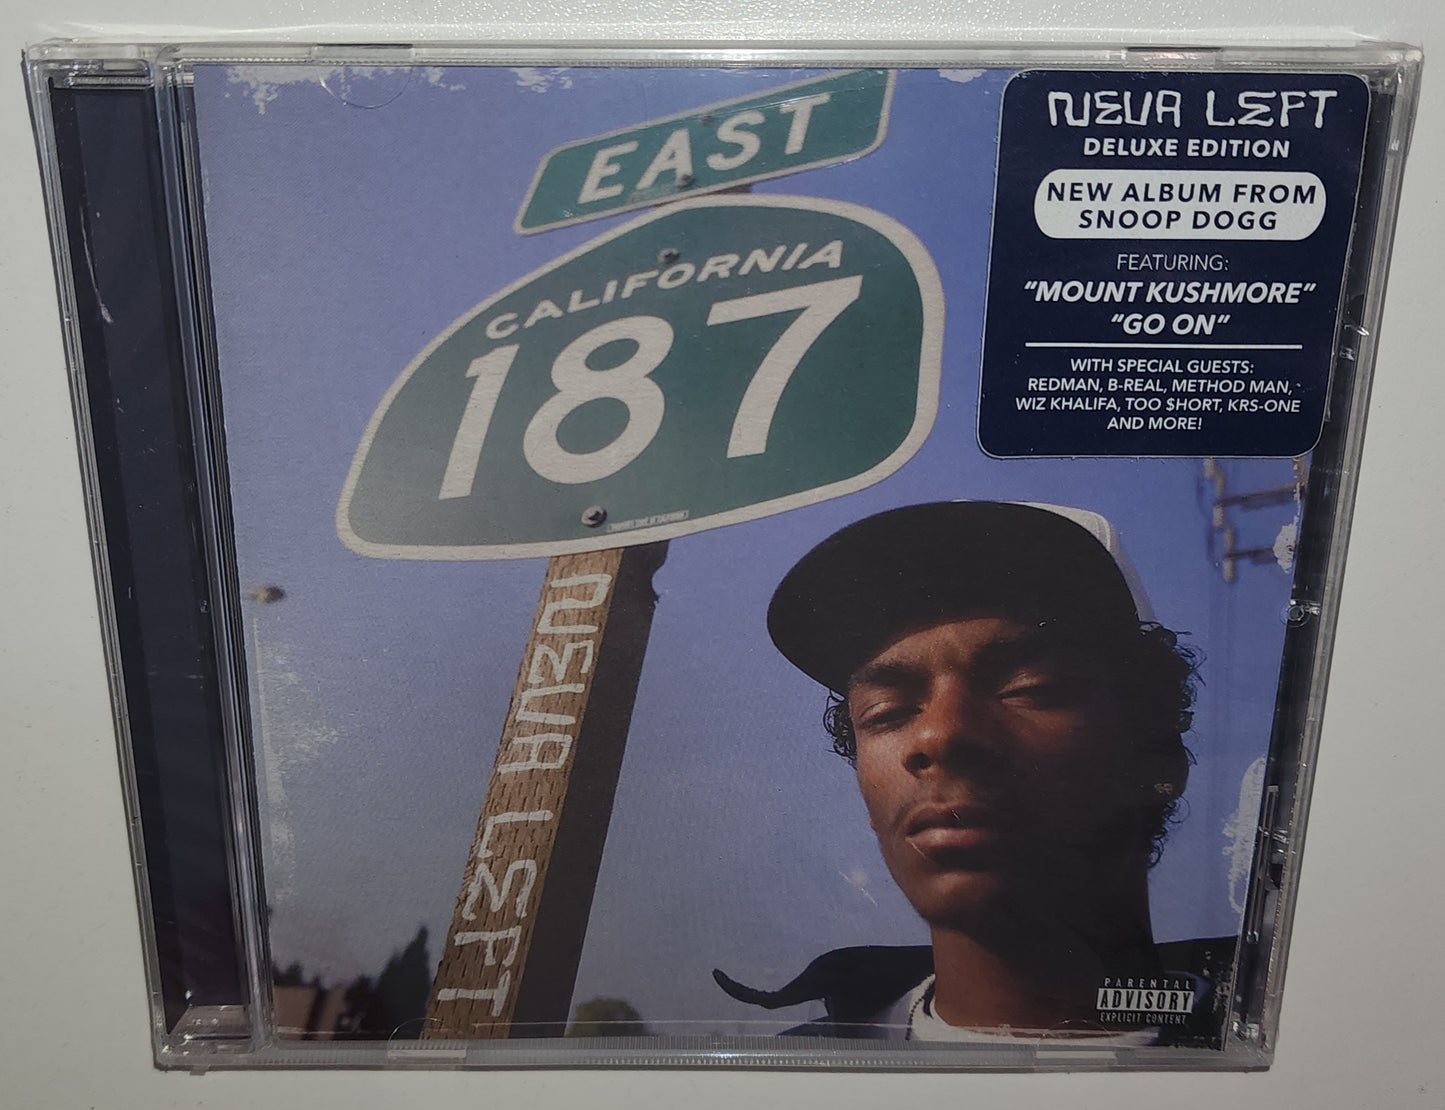 EAST
CALIFORNIA
187
NEVA LEFT
NEVA LEFT
DELUXE EDITION
NEW ALBUM FROM
SNOOP DOGG
FEATURING:
“MOUNT KUSHMORE”
“GO ON”
WITH SPECIAL GUESTS:
REDMAN, B-REAL, METHOD MAN,
WIZ KHALIFA, TOO $HORT, KRS-ONE
AND MORE!
PARENTAL
ADVISORY
EXPLICIT CONTENT